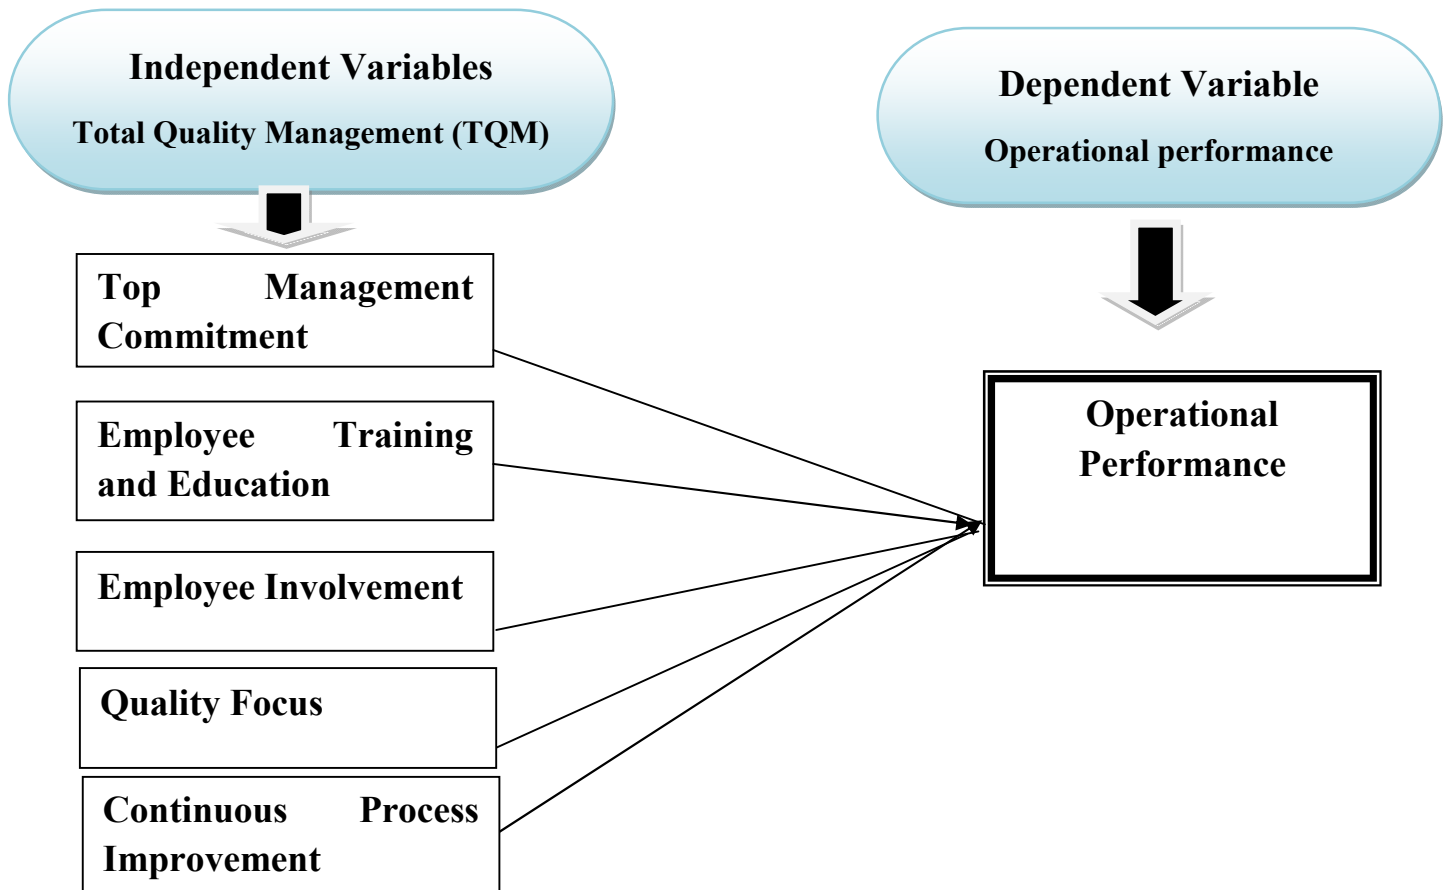 Independent Variables
Total Quality Management (TQM)
Dependent Variable
Operational performance
Top Management
Commitment
Employee Training
and Education
Employee Involvement
Quality Focus
Continuous Process
Improvement
Operational
Performance